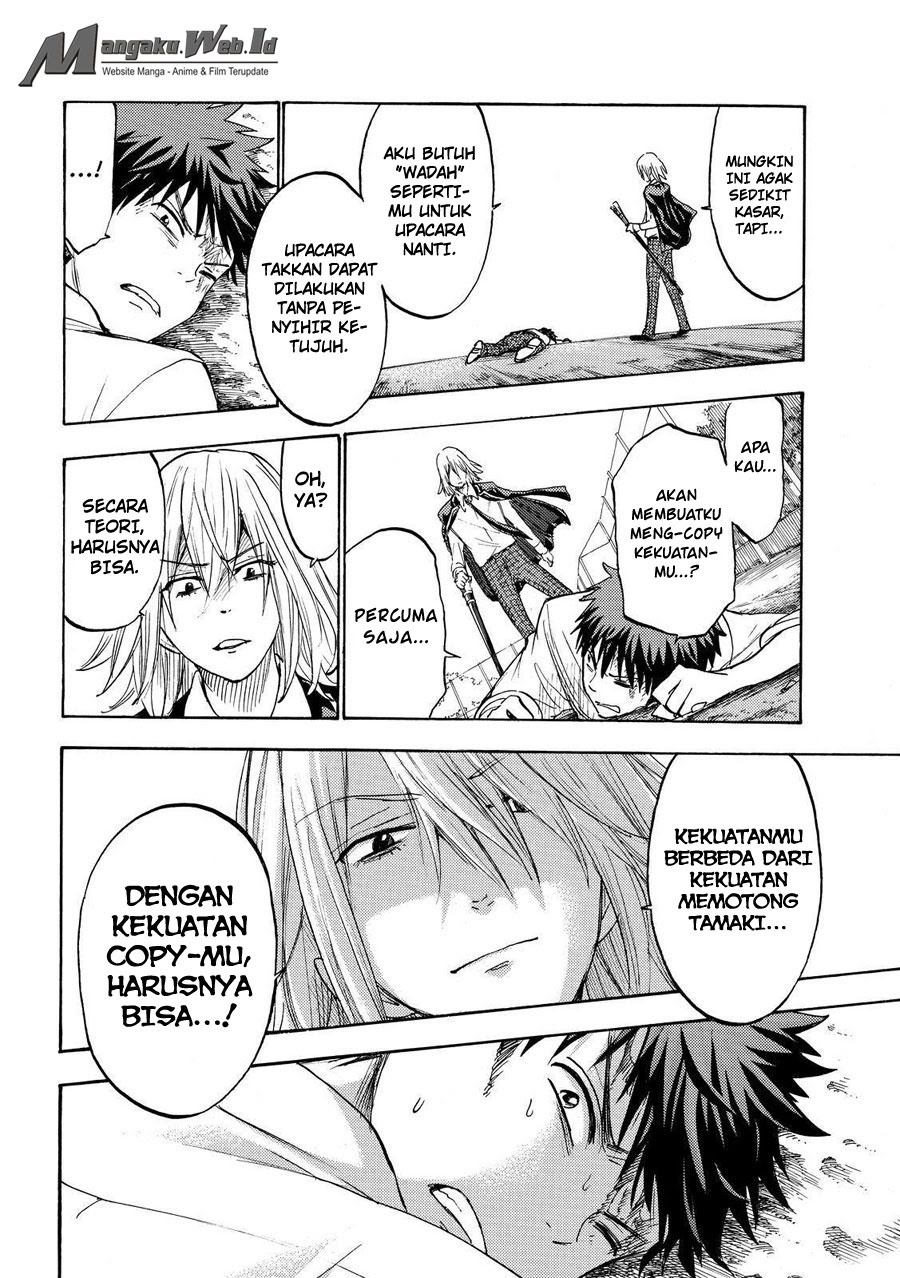 Mangaku.Web.Id
Website Manga - Anime & Film Terupdate
MUNGKIN
INI AGAK
SEDIKIT
KASAR,
TAPI...
AKU BUTUH
"WADAH"
SEPERTI-
MU UNTUK
UPACARA
NANTI.
UPACARA
TAKKAN DAPAT
DILAKUKAN
TANPA PE-
NYIHIR KE-
TUJUH.
...!
APA
KAU...
AKAN
MEMBUATKU
MENG-COPY
KEKUATAN-
MU...?
PERCUMA
SAJA...
OH,
YA?
SECARA
TEORI,
HARUSNYA
BISA.
KEKUATANMU
BERBEDA DARI
KEKUATAN
MEMOTONG
TAMAKI...
DENGAN
KEKUATAN
COPY-MU,
HARUSNYA
BISA...!